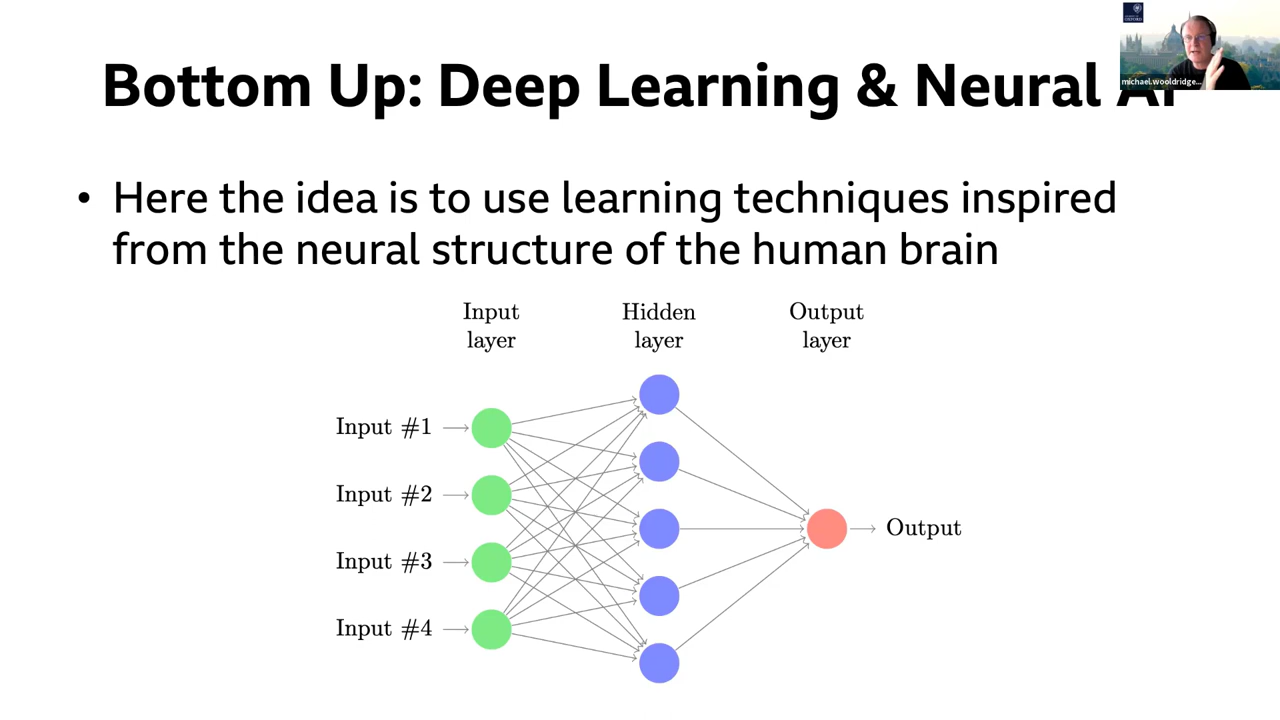 Bottom Up: Deep Learning & Neural AI
OXFORD
michael.wooldridge...
• Here the idea is to use learning techniques inspired
from the neural structure of the human brain
Input
layer
Hidden
layer
Output
layer
Input #1
Input #2
Input #3
Input #4
Output